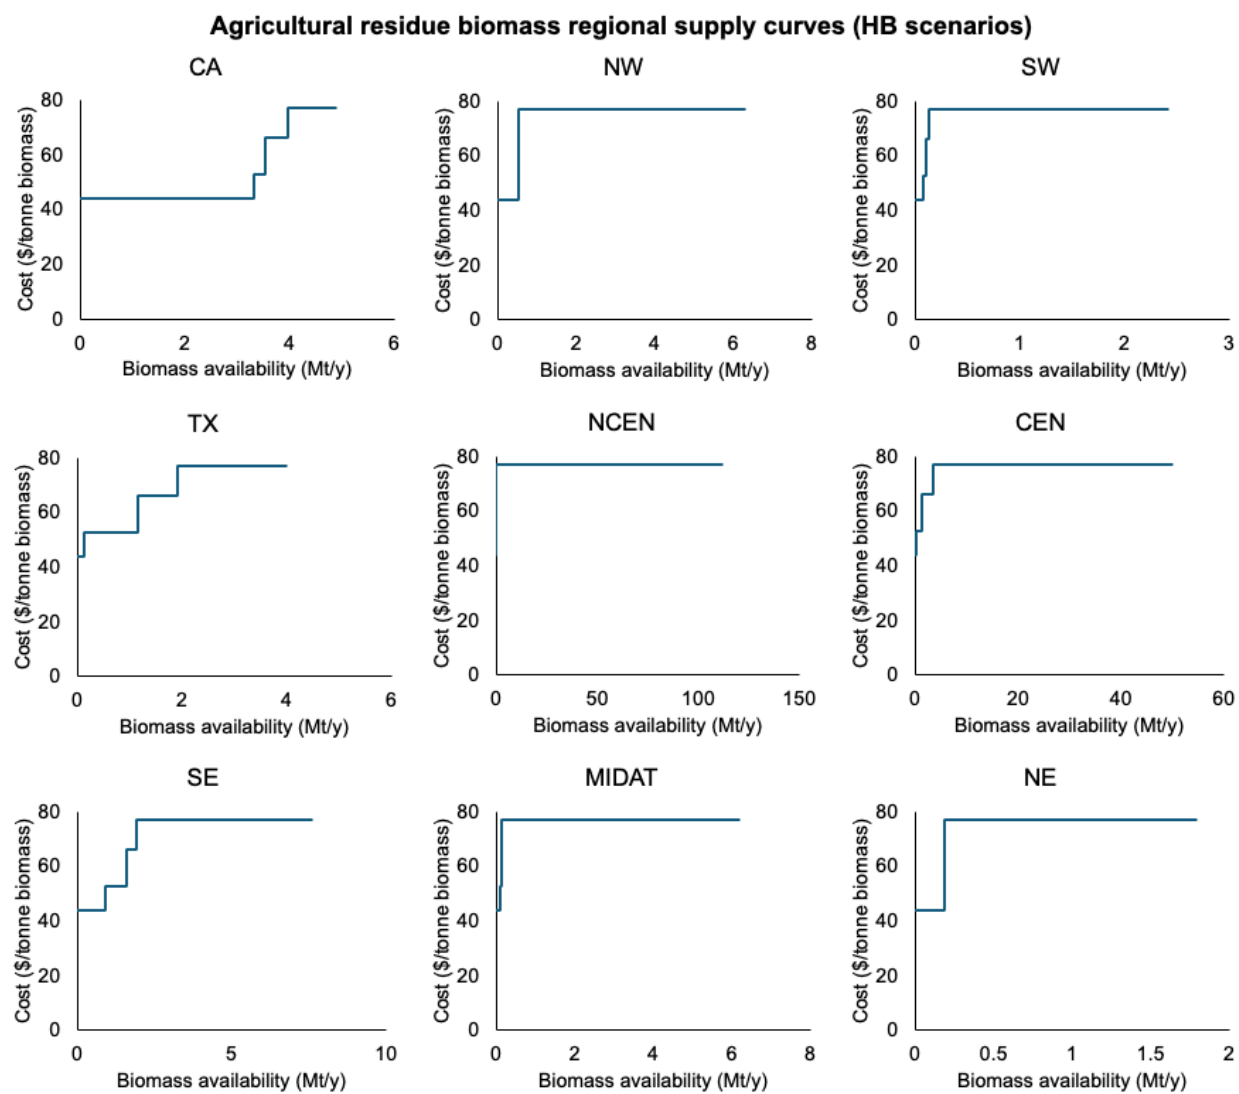 Agricultural residue biomass regional supply curves (HB scenarios)
CA
NW
SW
Cost ($/tonne biomass)
80
60
40
20
0
0 2 4 6
Biomass availability (Mt/y)
Cost ($/tonne biomass)
80
60
40
20
0
0 2 4 6 8
Biomass availability (Mt/y)
Cost ($/tonne biomass)
80
60
40
20
0
0 1 2 3
Biomass availability (Mt/y)
TX
NCEN
CEN
Cost ($/tonne biomass)
80
60
40
20
0
0 2 4 6
Biomass availability (Mt/y)
Cost ($/tonne biomass)
80
60
40
20
0
0 50 100 150
Biomass availability (Mt/y)
Cost ($/tonne biomass)
80
60
40
20
0
0 20 40 60
Biomass availability (Mt/y)
SE
MIDAT
NE
Cost ($/tonne biomass)
80
60
40
20
0
0 5 10
Biomass availability (Mt/y)
Cost ($/tonne biomass)
80
60
40
20
0
0 2 4 6 8
Biomass availability (Mt/y)
Cost ($/tonne biomass)
80
60
40
20
0
0 0.5 1 1.5 2
Biomass availability (Mt/y)